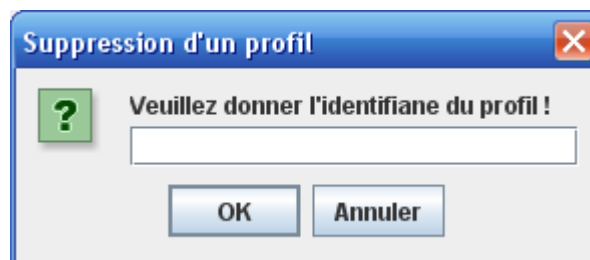 Suppression d'un profil
Veuillez donner l'identifiane du profil !
OK
Annuler